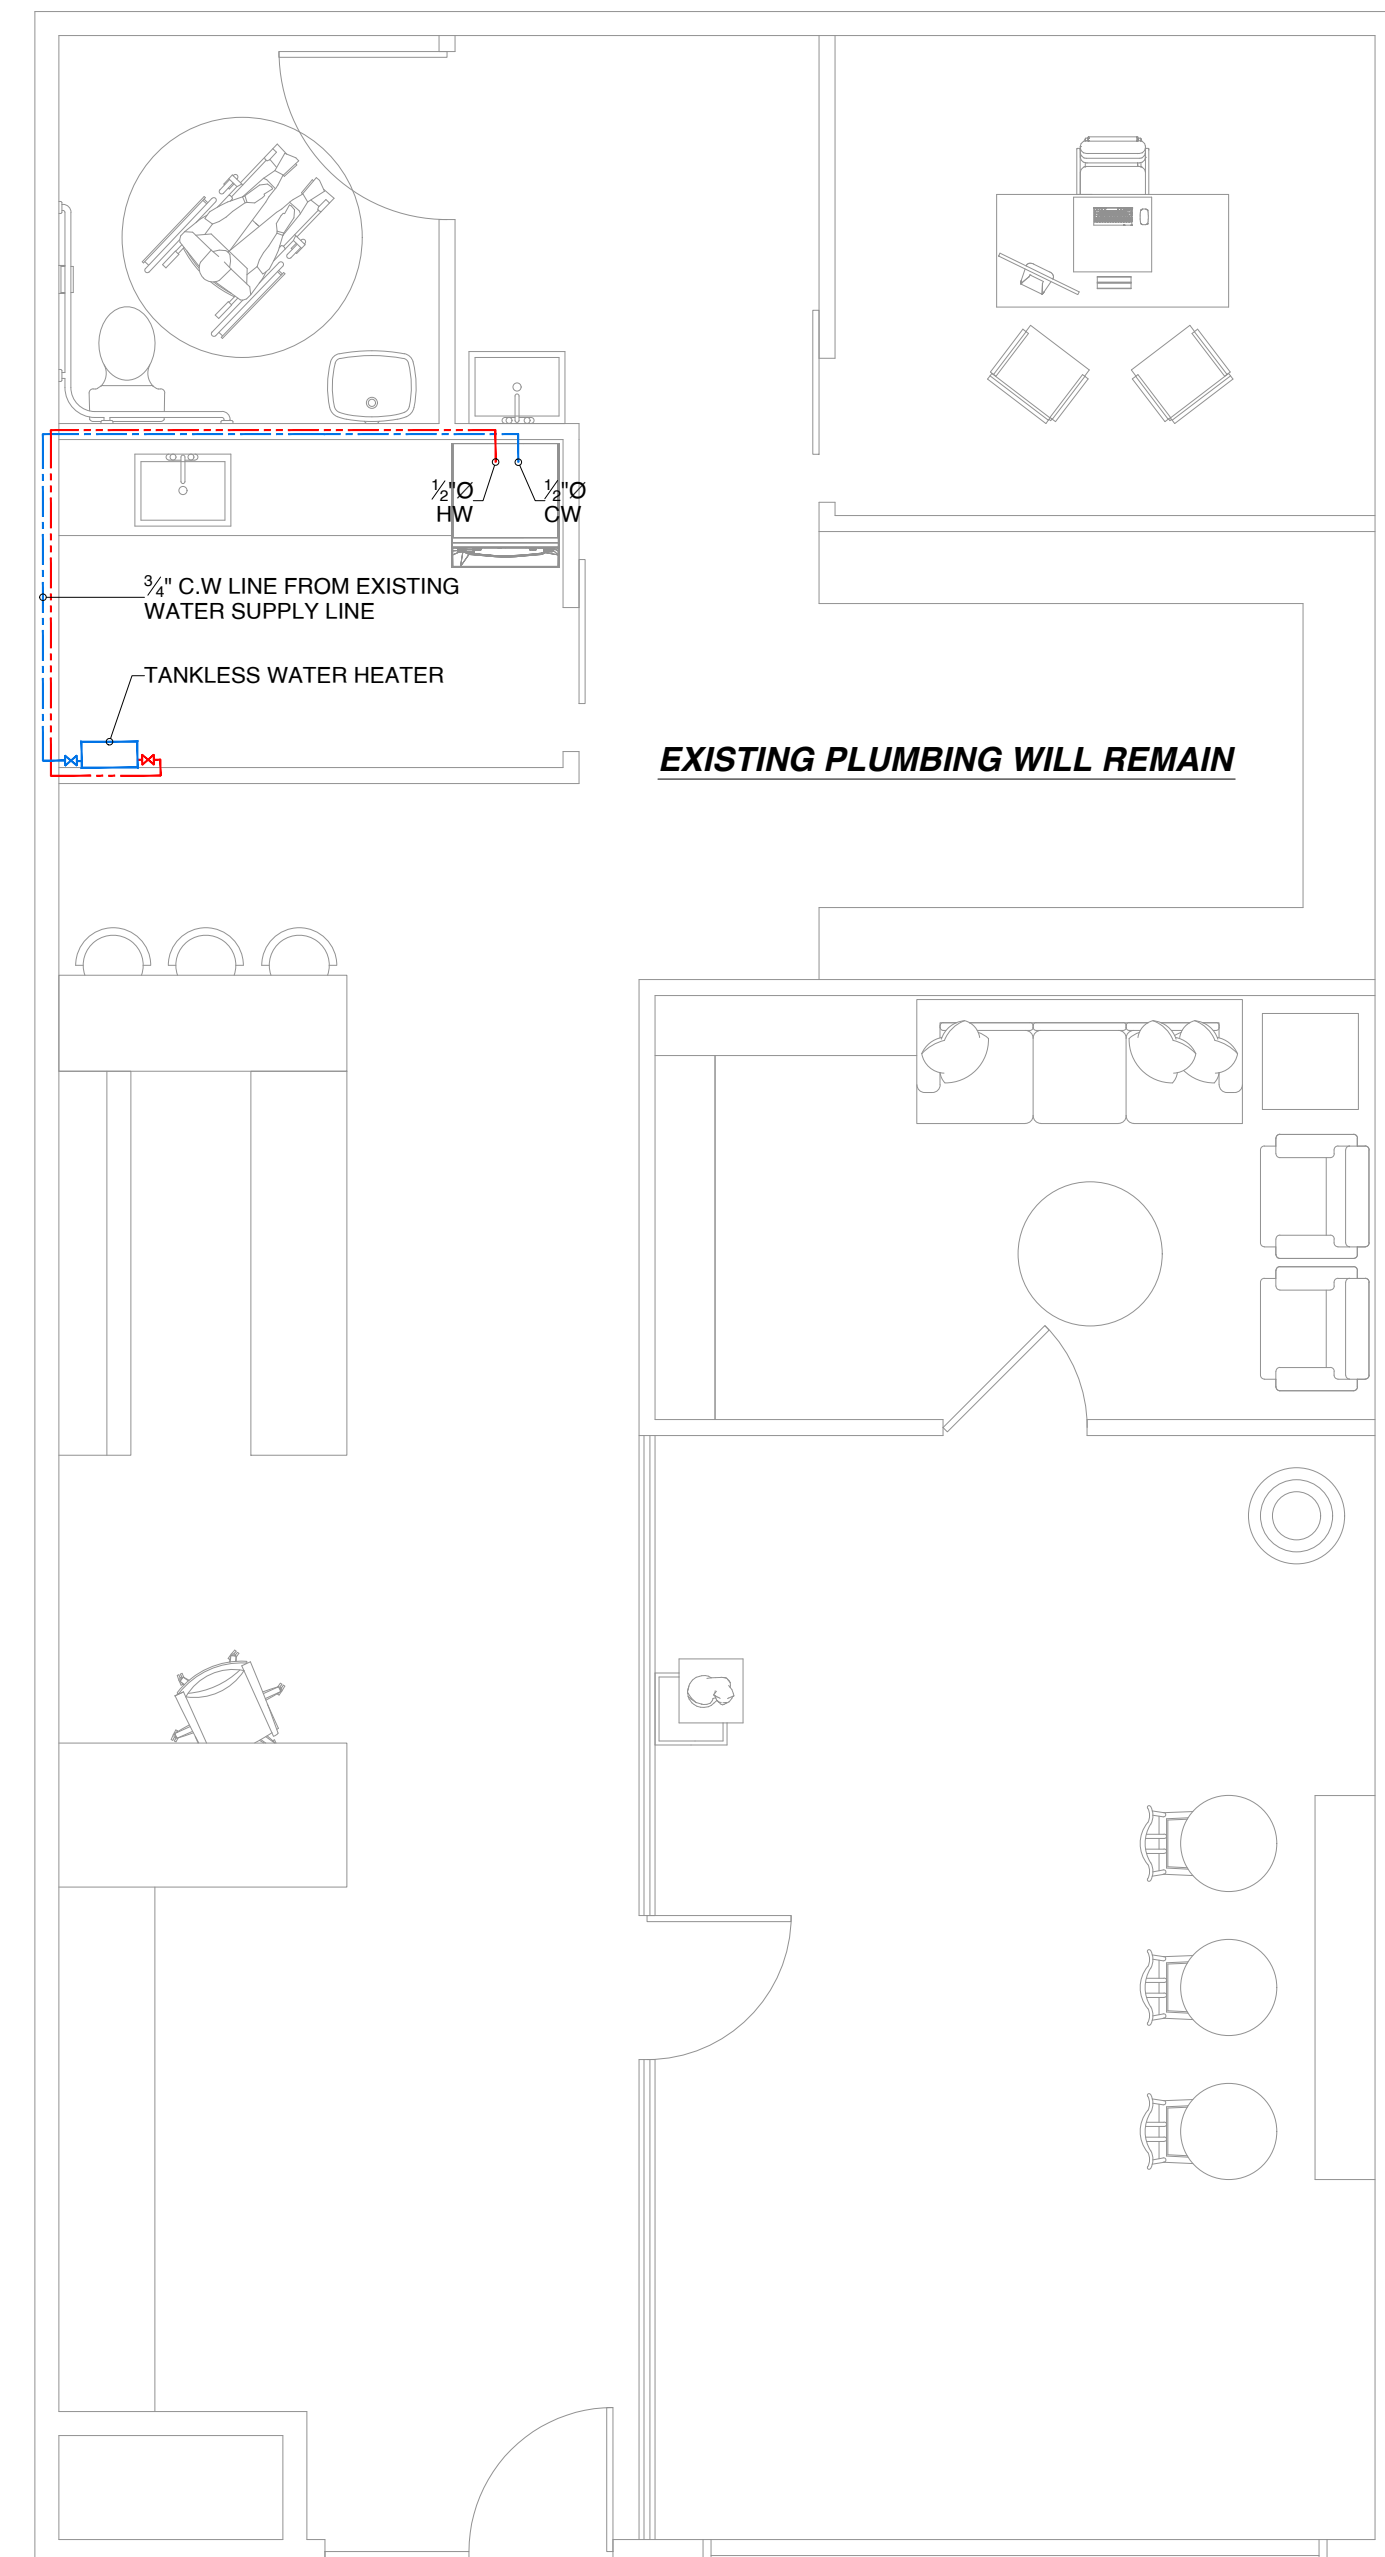 ½"Ø
HW
½"Ø
CW
¾" C.W LINE FROM EXISTING
WATER SUPPLY LINE
TANKLESS WATER HEATER
EXISTING PLUMBING WILL REMAIN